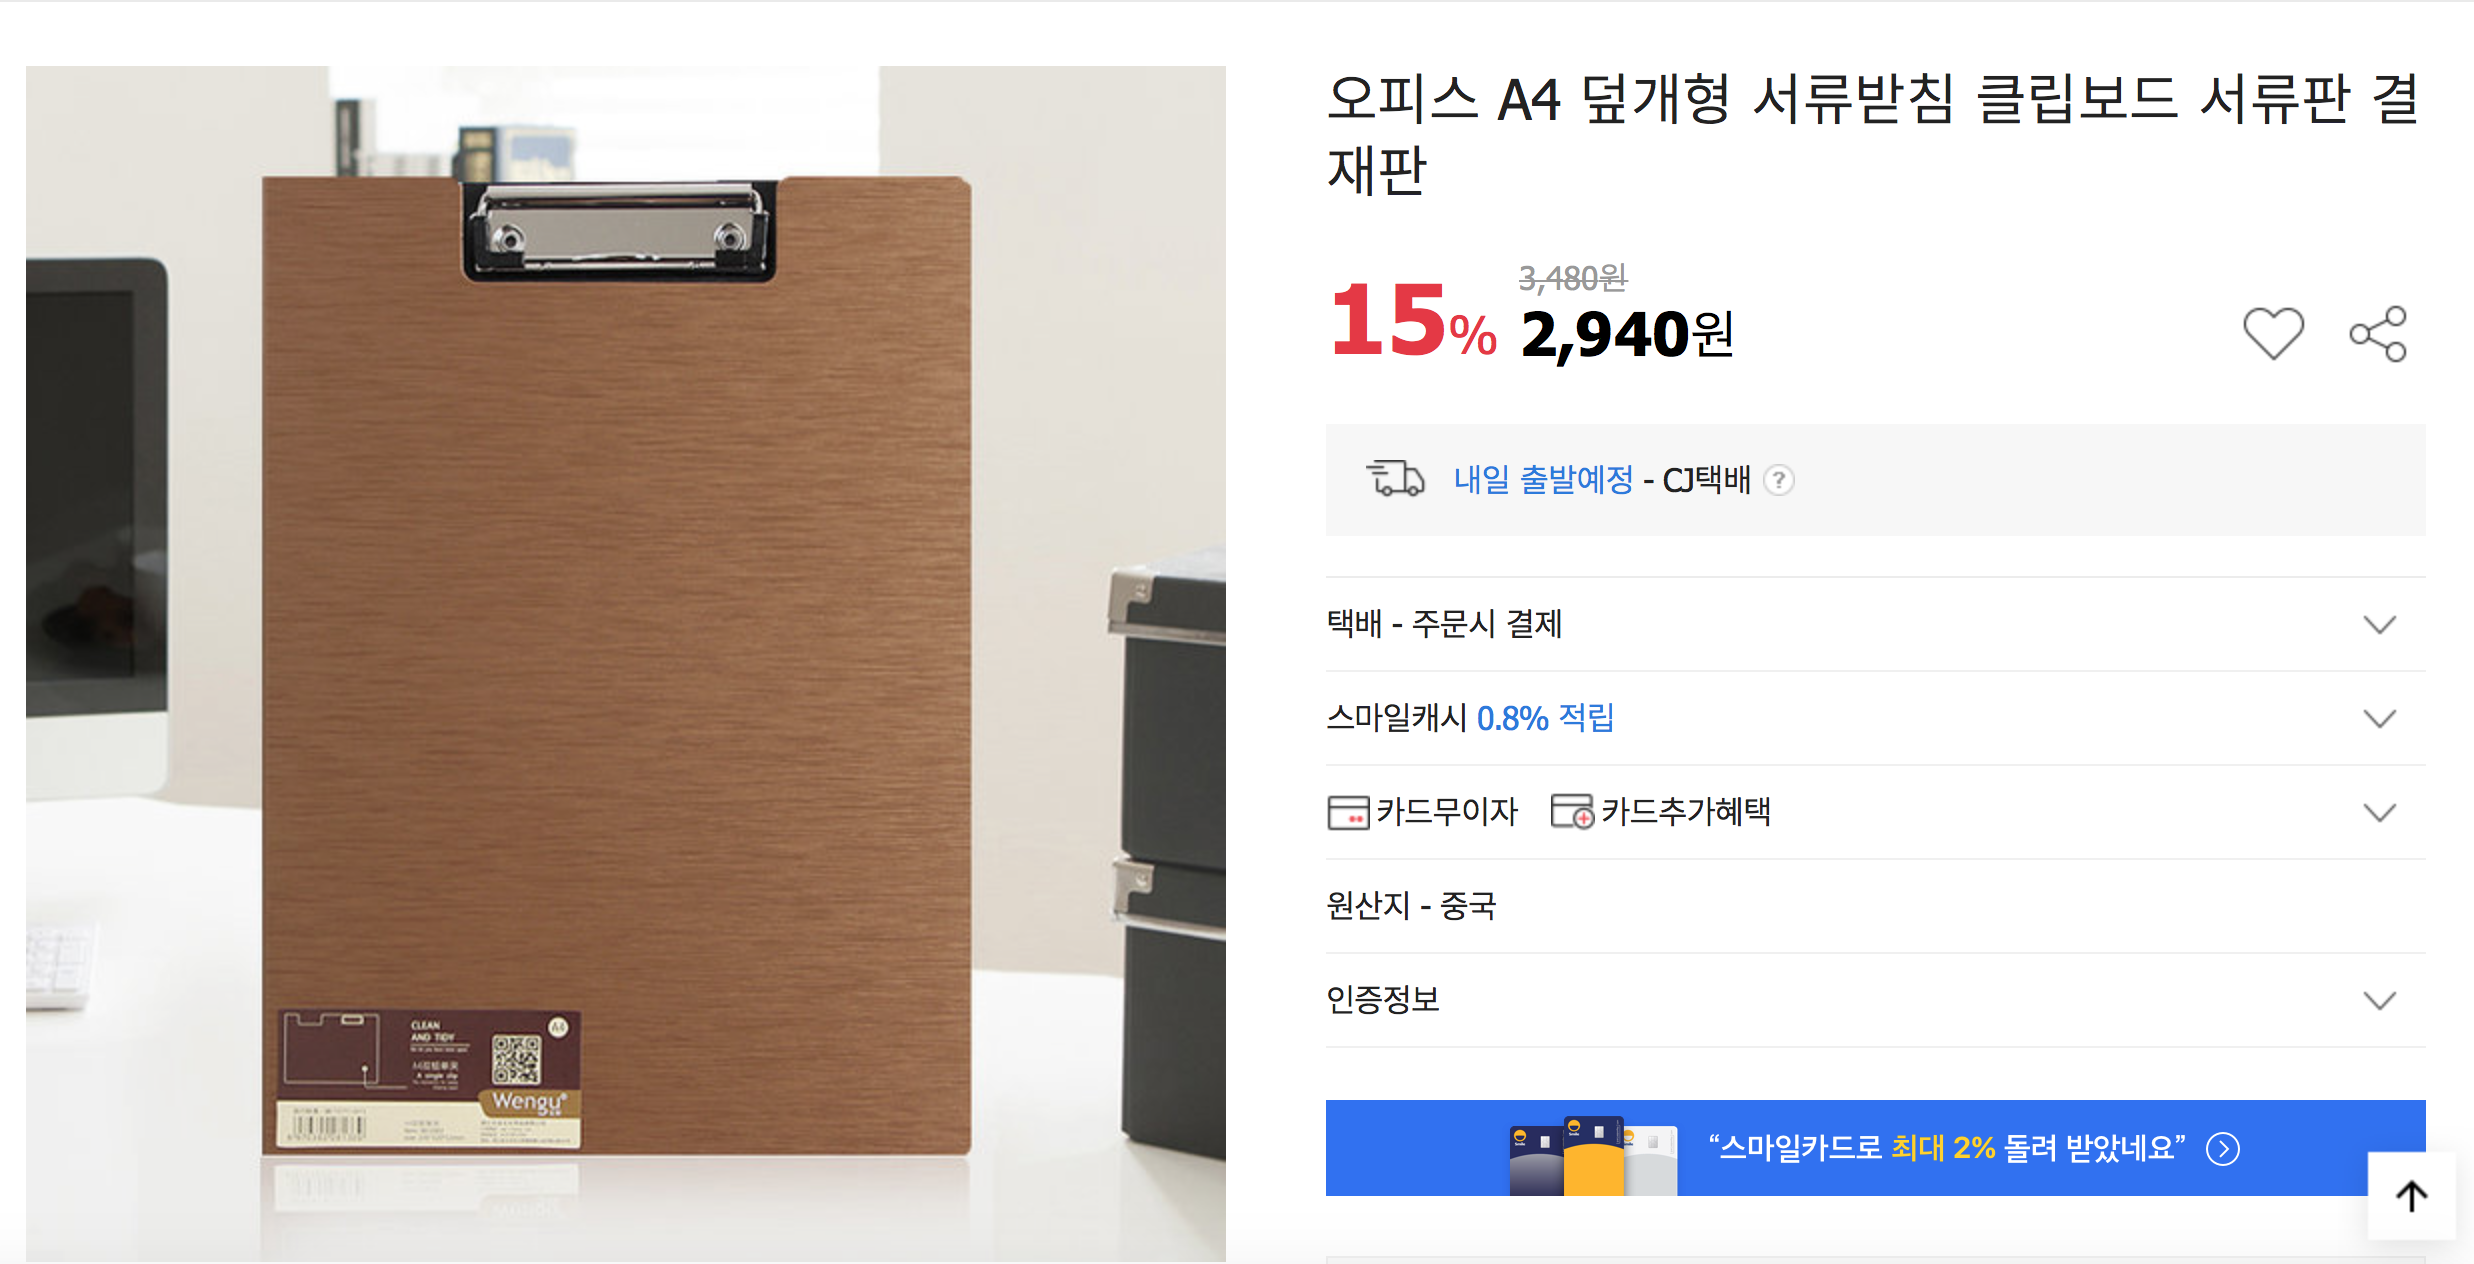 오피스 A4 덮개형 서류받침 클립보드 서류판 결
재판
15%
3,480원
2,940원
내일 출발예정 - CJ택배 ?
택배 - 주문시 결제
스마일캐시 0.8% 적립
카드무이자 카드추가혜택
원산지 - 중국
인증정보
“스마일카드로 최대 2% 돌려 받았네요”
CLEAN
AND TIDY
A4
A single clip
Wengu®